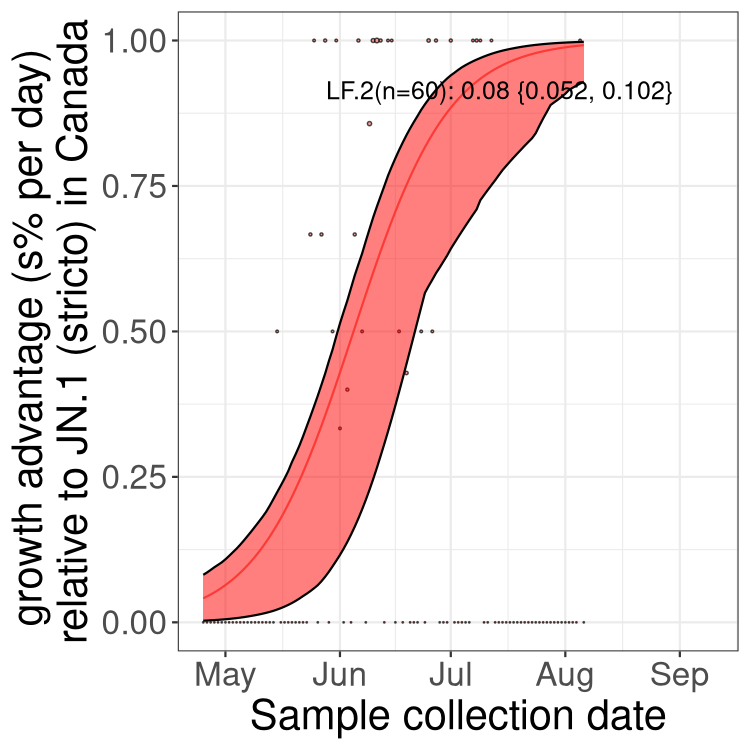 growth advantage (s% per day)
relative to JN.1 (stricto) in Canada
1.00
0.75
0.50
0.25
0.00
LF.2(n=60): 0.08 {0.052, 0.102}
May Jun Jul Aug Sep
Sample collection date